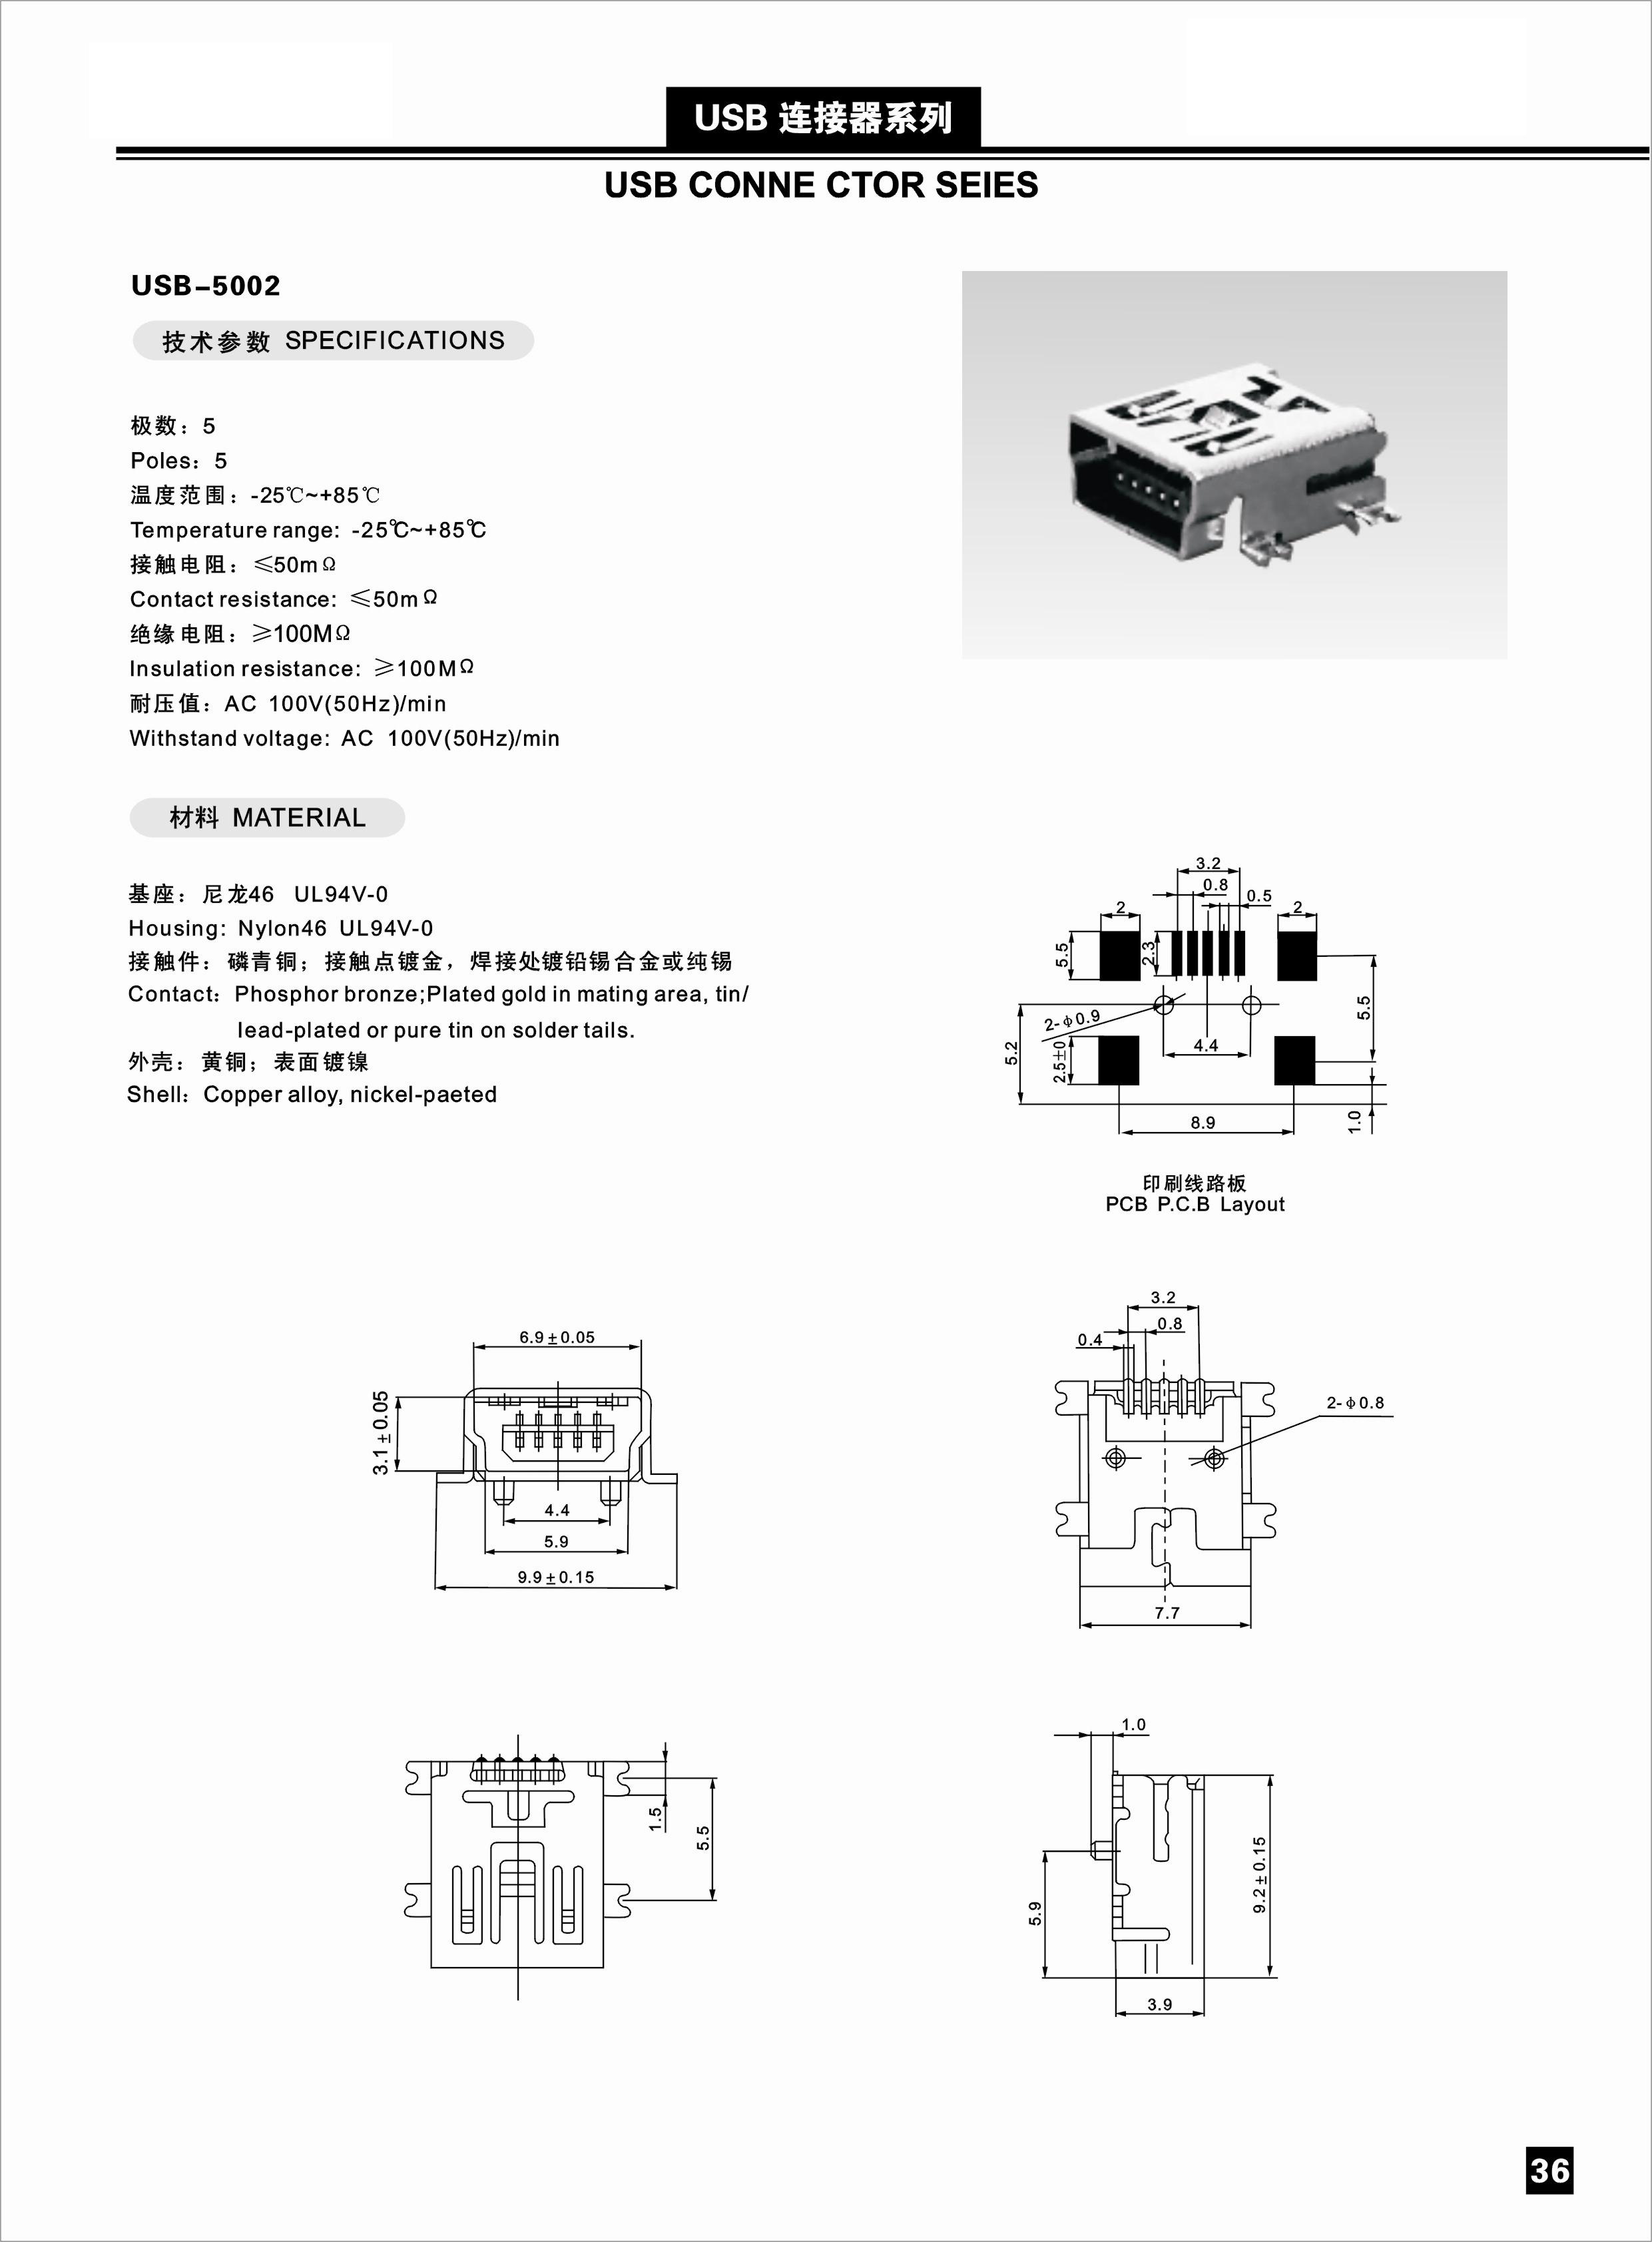 USB 连接器系列
USB CONNE CTOR SEIES
USB-5002
技术参数 SPECIFICATIONS
极数：5
Poles：5
温度范围：-25℃~+85℃
Temperature range: -25℃~+85℃
接触电阻：≤50mΩ
Contact resistance: ≤50mΩ
绝缘电阻：≥100MΩ
Insulation resistance: ≥100MΩ
耐压值：AC 100V(50Hz)/min
Withstand voltage: AC 100V(50Hz)/min
材料 MATERIAL
基座：尼龙46 UL94V-0
Housing: Nylon46 UL94V-0
接触件：磷青铜；接触点镀金，焊接处镀铅锡合金或纯锡
Contact：Phosphor bronze;Plated gold in mating area, tin/
lead-plated or pure tin on solder tails.
外壳：黄铜；表面镀镍
Shell：Copper alloy, nickel-paeted
3.2
0.8
0.5
2
2
5.5
2.3
2-φ0.9
5.5
5.2
2.5±0
4.4
8.9
1.0
印刷线路板
PCB P.C.B Layout
6.9±0.05
3.1±0.05
4.4
5.9
9.9±0.15
3.2
0.8
0.4
2-φ0.8
7.7
1.5
5.5
1.0
5.9
9.2±0.15
3.9
36